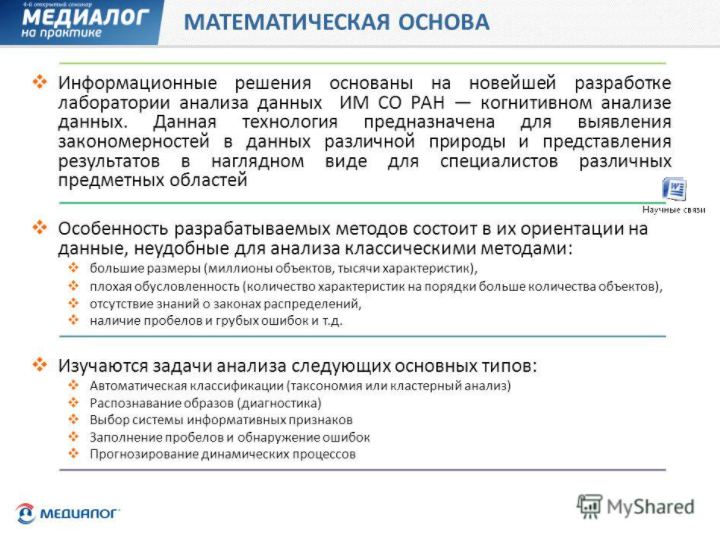 4-й открытый семинар
МЕДИАЛОГ
на практике
МАТЕМАТИЧЕСКАЯ ОСНОВА
Информационные решения основаны на новейшей разработке
лаборатории анализа данных ИМ СО РАН — когнитивном анализе
данных. Данная технология предназначена для выявления
закономерностей в данных различной природы и представления
результатов в наглядном виде для специалистов различных
предметных областей
Научные связи
Особенность разрабатываемых методов состоит в их ориентации на
данные, неудобные для анализа классическими методами:
большие размеры (миллионы объектов, тысячи характеристик),
плохая обусловленность (количество характеристик на порядки больше количества объектов),
отсутствие знаний о законах распределений,
наличие пробелов и грубых ошибок и т.д.
Изучаются задачи анализа следующих основных типов:
Автоматическая классификации (таксономия или кластерный анализ)
Распознавание образов (диагностика)
Выбор системы информативных признаков
Заполнение пробелов и обнаружение ошибок
Прогнозирование динамических процессов
МЕДИАЛОГ
MyShared